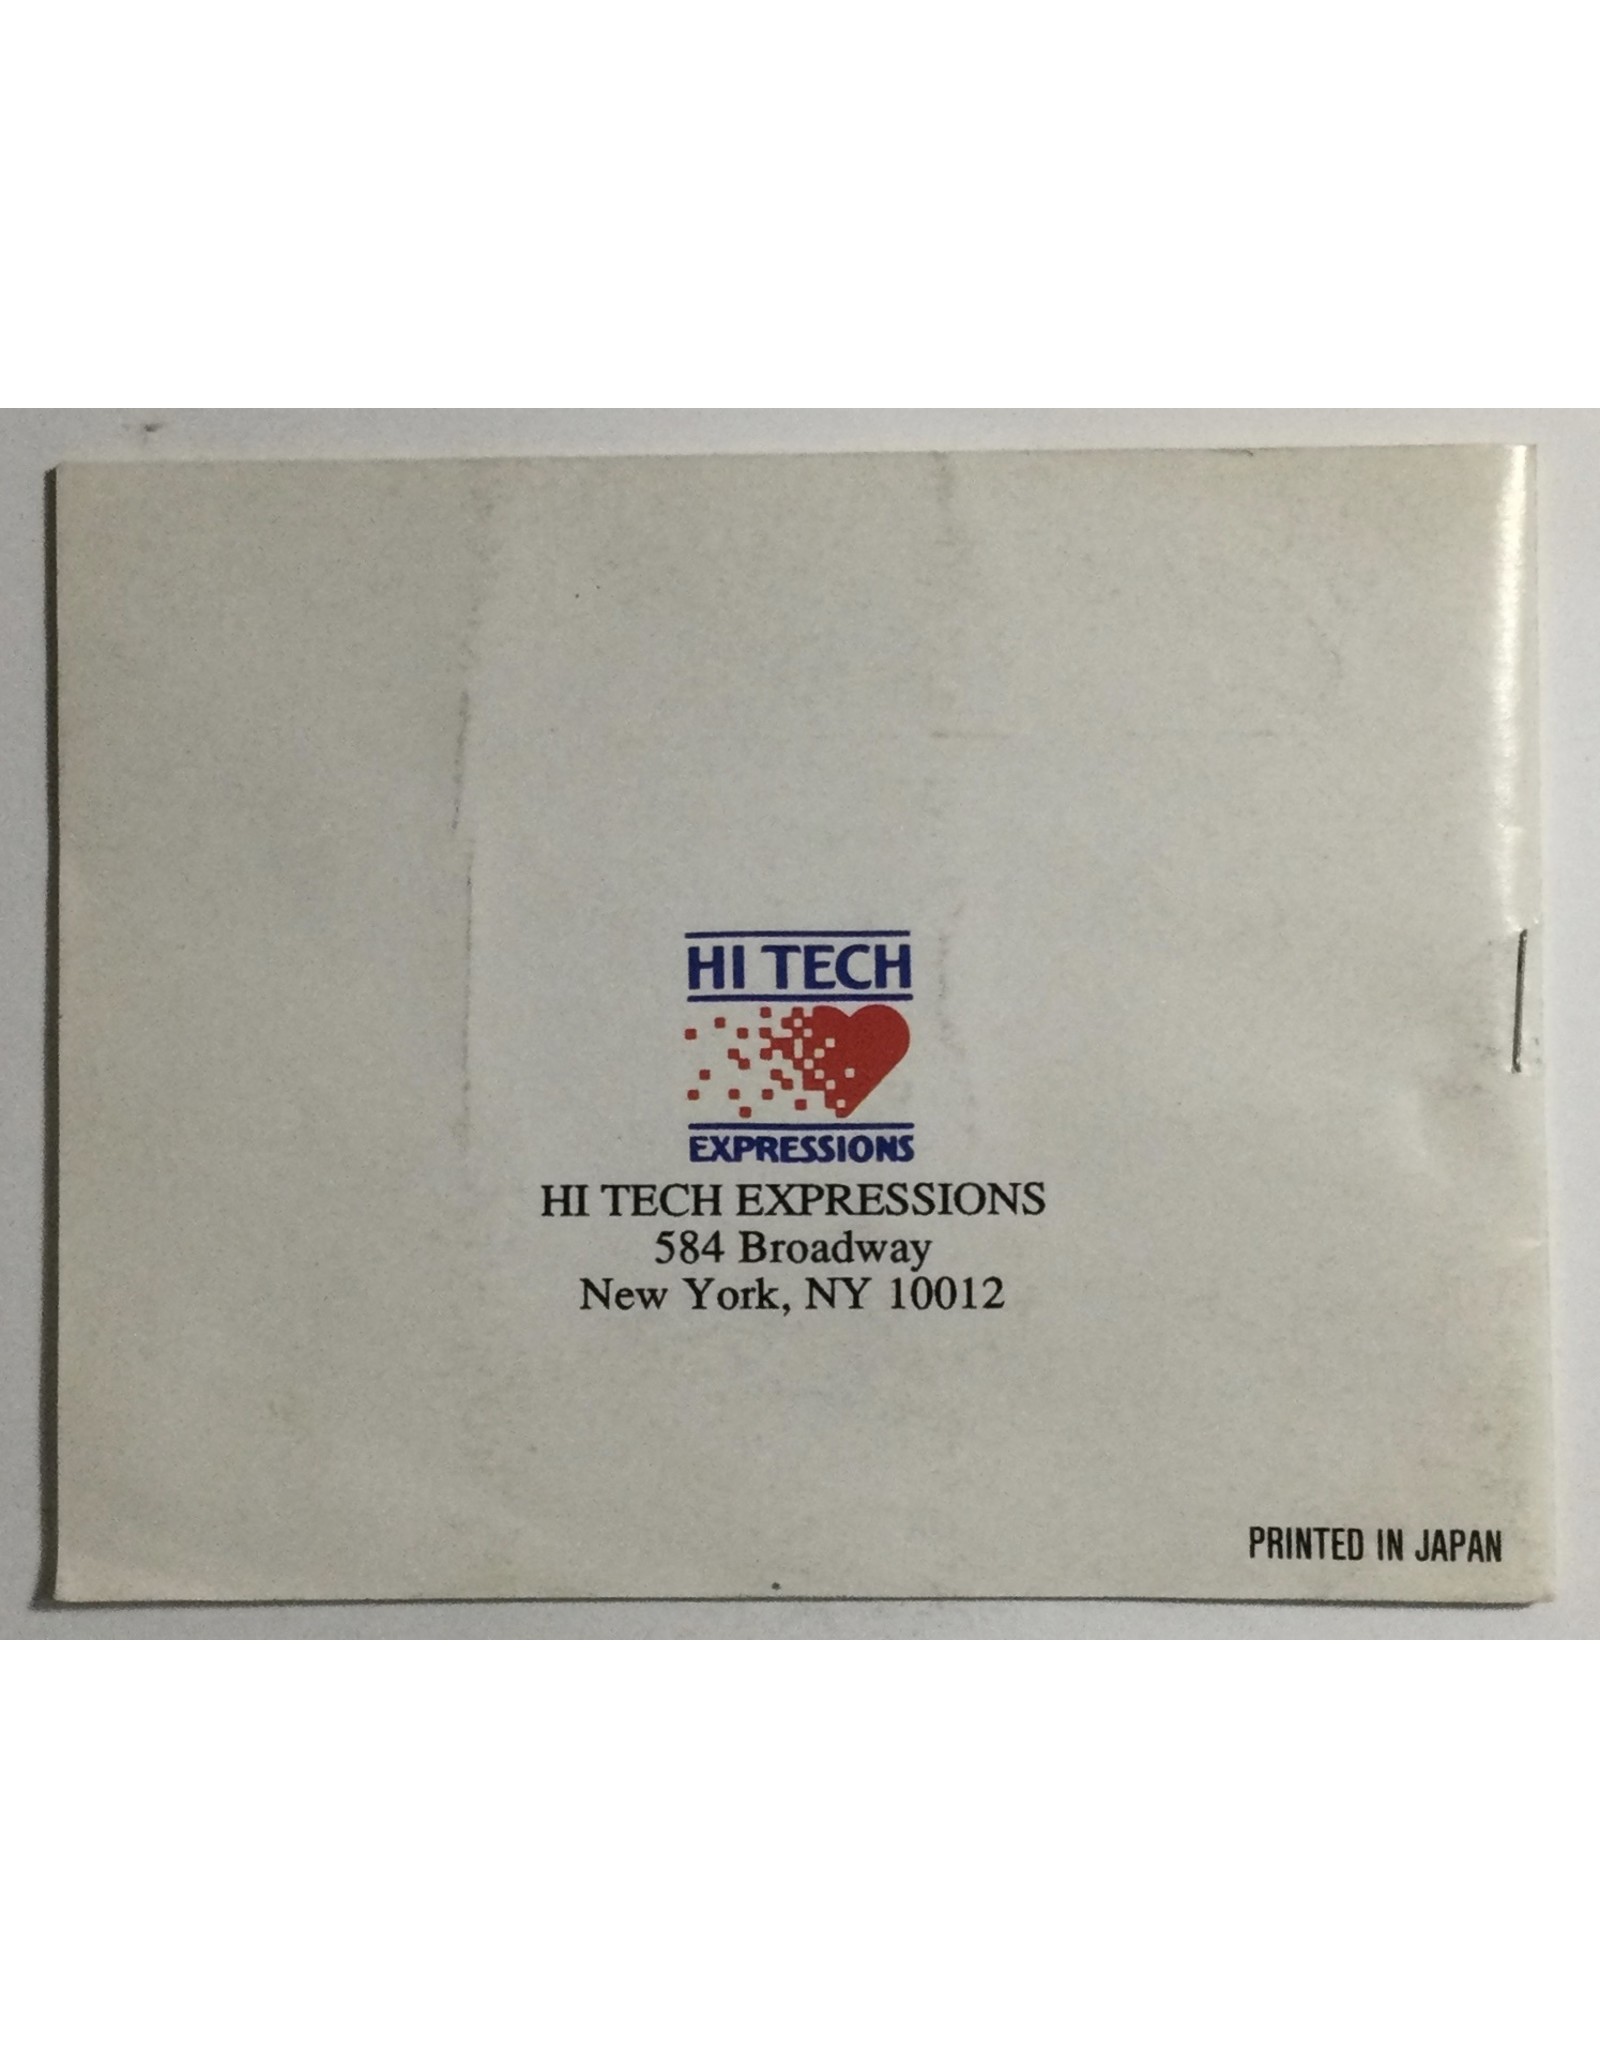 HI TECH
EXPRESSIONS
HI TECH EXPRESSIONS
584 Broadway
New York, NY 10012
PRINTED IN JAPAN